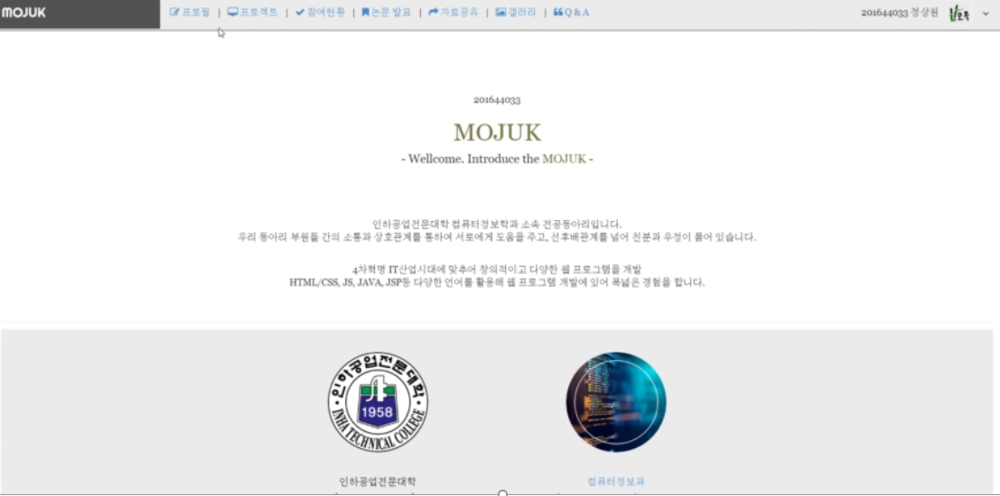 MOJUK
프로필 | 프로젝트 | 참여현황 | 논문 발표 | 자료공유 | 갤러리 | Q & A
201644033 정상원
모죽
201644033
MOJUK
- Wellcome. Introduce the MOJUK -
인하공업전문대학 컴퓨터정보학과 소속 전공동아리입니다.
우리 동아리 부원들 간의 소통과 상호관계를 통하여 서로에게 도움을 주고, 선후배관계를 넘어 친분과 우정이 품어 있습니다.
4차혁명 IT산업시대에 맞추어 창의적이고 다양한 웹 프로그램을 개발
HTML/CSS, JS, JAVA, JSP등 다양한 언어를 활용해 웹 프로그램 개발에 있어 폭넓은 경험을 합니다.
인하공업전문대학
1958
INHA TECHNICAL COLLEGE
인하공업전문대학
컴퓨터정보과